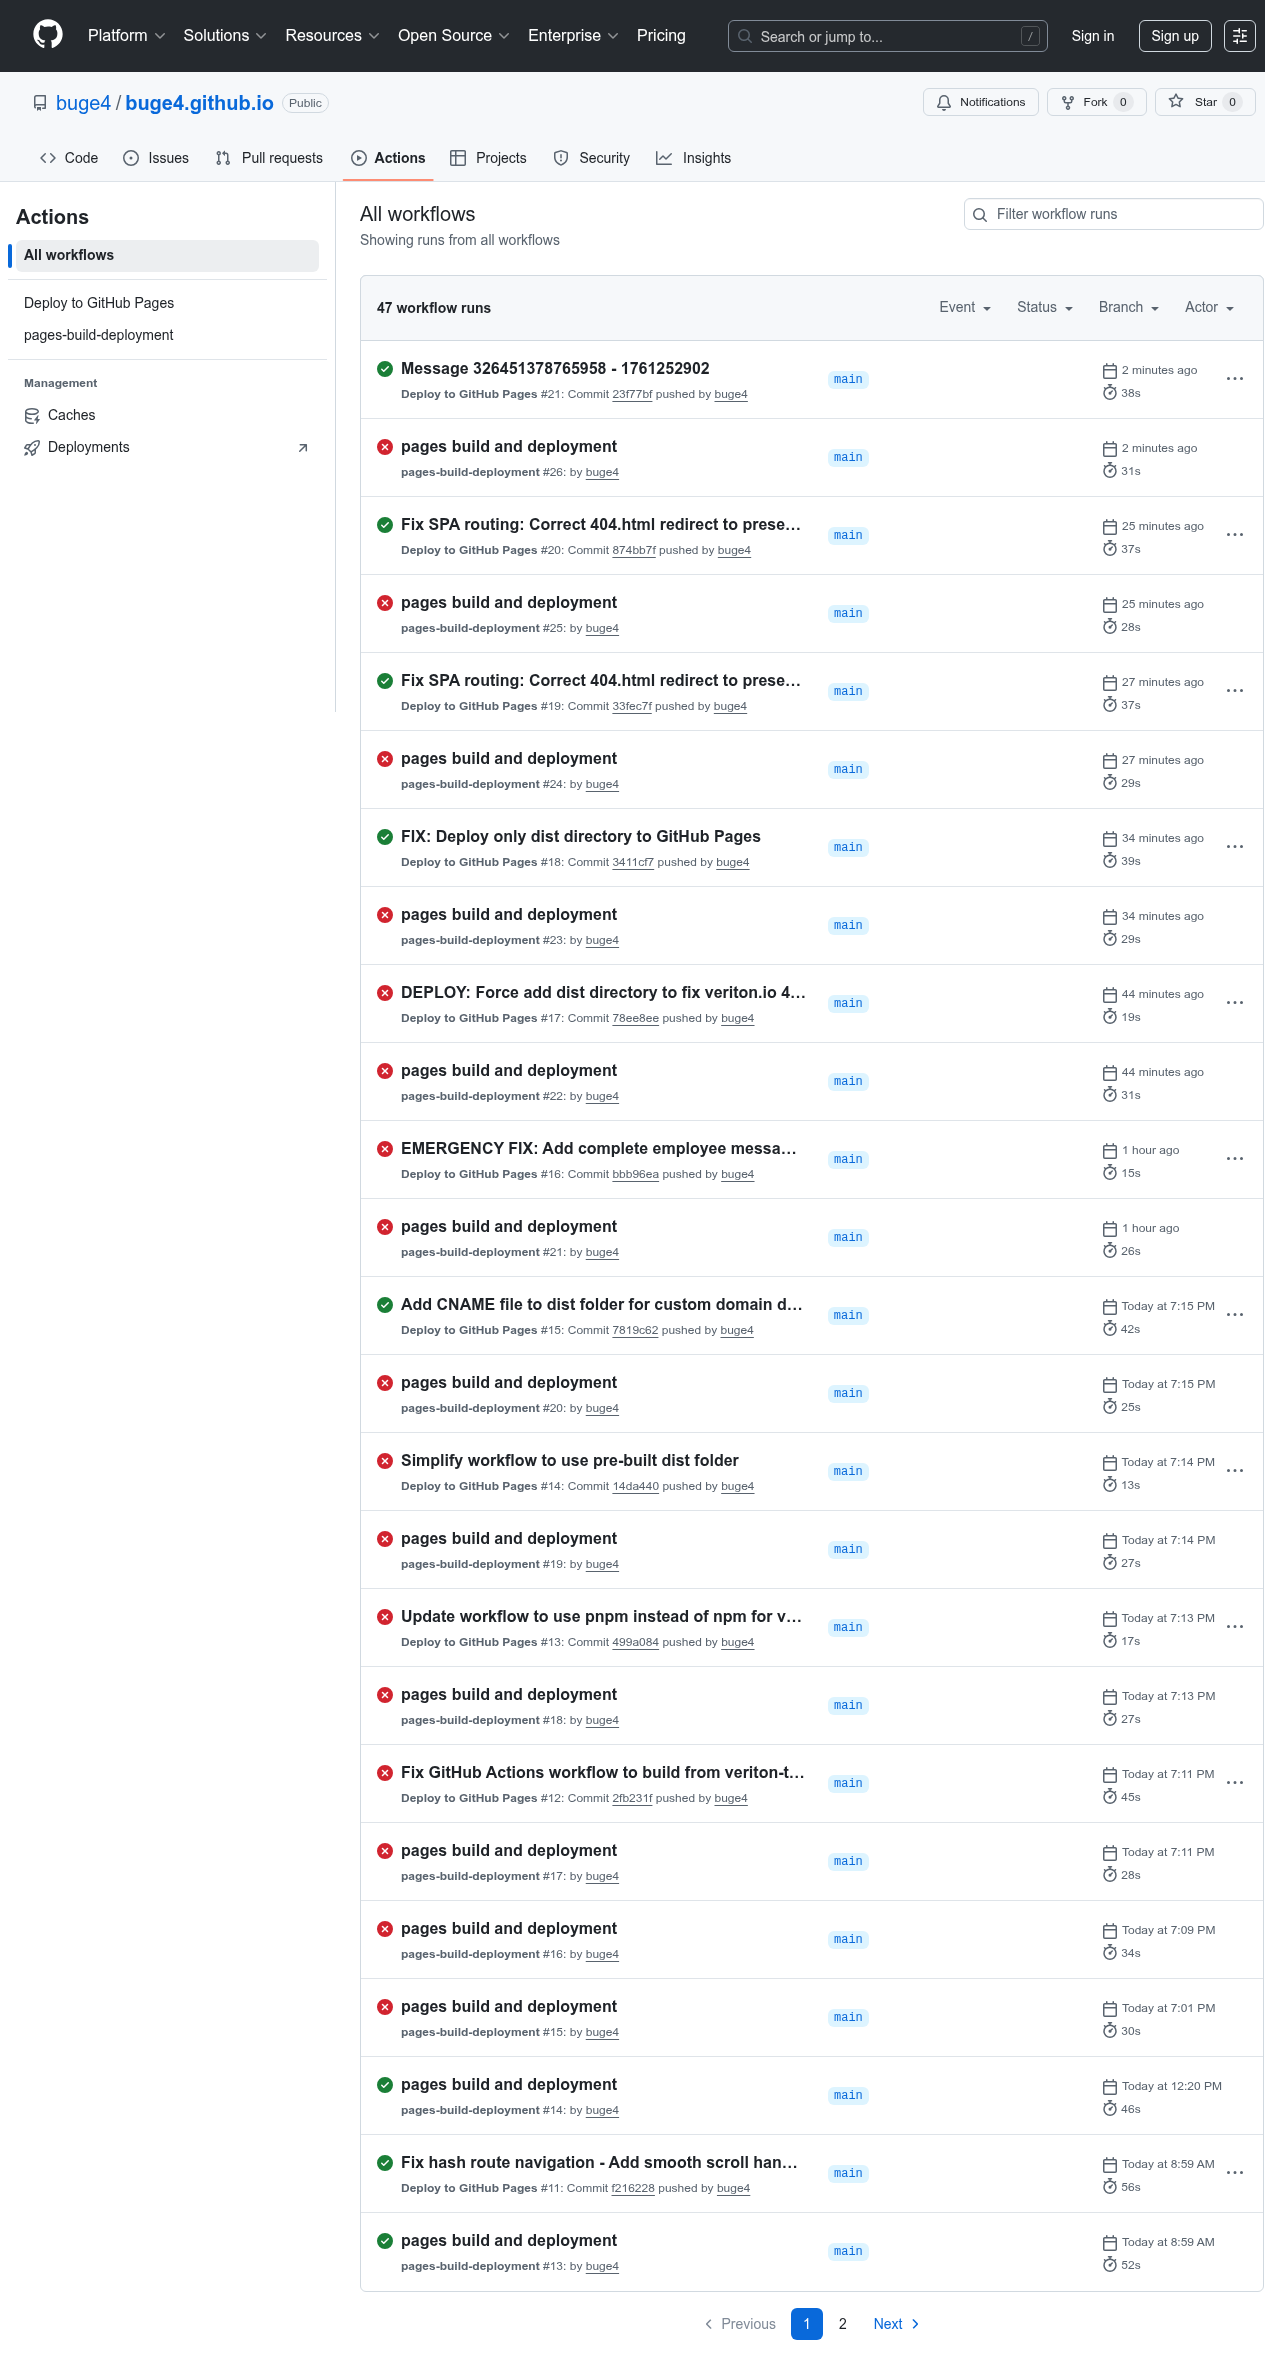 Platform Solutions Resources Open Source Enterprise Pricing Search or jump to... / Sign in Sign up
buge4 / buge4.github.io Public Notifications Fork 0 Star 0
Code Issues Pull requests Actions Projects Security Insights
Actions
All workflows
Deploy to GitHub Pages
pages-build-deployment
Management
Caches
Deployments
All workflows
Showing runs from all workflows
Filter workflow runs
47 workflow runs Event Status Branch Actor
Message 326451378765958 - 1761252902
Deploy to GitHub Pages #21: Commit 23f77bf pushed by buge4
main
2 minutes ago
38s
pages build and deployment
pages-build-deployment #26: by buge4
main
2 minutes ago
31s
Fix SPA routing: Correct 404.html redirect to prese...
Deploy to GitHub Pages #20: Commit 874bb7f pushed by buge4
main
25 minutes ago
37s
pages build and deployment
pages-build-deployment #25: by buge4
main
25 minutes ago
28s
Fix SPA routing: Correct 404.html redirect to prese...
Deploy to GitHub Pages #19: Commit 33fec7f pushed by buge4
main
27 minutes ago
37s
pages build and deployment
pages-build-deployment #24: by buge4
main
27 minutes ago
29s
FIX: Deploy only dist directory to GitHub Pages
Deploy to GitHub Pages #18: Commit 3411cf7 pushed by buge4
main
34 minutes ago
39s
pages build and deployment
pages-build-deployment #23: by buge4
main
34 minutes ago
29s
DEPLOY: Force add dist directory to fix veriton.io 4...
Deploy to GitHub Pages #17: Commit 78ee8ee pushed by buge4
main
44 minutes ago
19s
pages build and deployment
pages-build-deployment #22: by buge4
main
44 minutes ago
31s
EMERGENCY FIX: Add complete employee messa...
Deploy to GitHub Pages #16: Commit bbb96ea pushed by buge4
main
1 hour ago
15s
pages build and deployment
pages-build-deployment #21: by buge4
main
1 hour ago
26s
Add CNAME file to dist folder for custom domain d...
Deploy to GitHub Pages #15: Commit 7819c62 pushed by buge4
main
Today at 7:15 PM
42s
pages build and deployment
pages-build-deployment #20: by buge4
main
Today at 7:15 PM
25s
Simplify workflow to use pre-built dist folder
Deploy to GitHub Pages #14: Commit 14da440 pushed by buge4
main
Today at 7:14 PM
13s
pages build and deployment
pages-build-deployment #19: by buge4
main
Today at 7:14 PM
27s
Update workflow to use pnpm instead of npm for v...
Deploy to GitHub Pages #13: Commit 499a084 pushed by buge4
main
Today at 7:13 PM
17s
pages build and deployment
pages-build-deployment #18: by buge4
main
Today at 7:13 PM
27s
Fix GitHub Actions workflow to build from veriton-t...
Deploy to GitHub Pages #12: Commit 2fb231f pushed by buge4
main
Today at 7:11 PM
45s
pages build and deployment
pages-build-deployment #17: by buge4
main
Today at 7:11 PM
28s
pages build and deployment
pages-build-deployment #16: by buge4
main
Today at 7:09 PM
34s
pages build and deployment
pages-build-deployment #15: by buge4
main
Today at 7:01 PM
30s
pages build and deployment
pages-build-deployment #14: by buge4
main
Today at 12:20 PM
46s
Fix hash route navigation - Add smooth scroll han...
Deploy to GitHub Pages #11: Commit f216228 pushed by buge4
main
Today at 8:59 AM
56s
pages build and deployment
pages-build-deployment #13: by buge4
main
Today at 8:59 AM
52s
Previous 1 2 Next